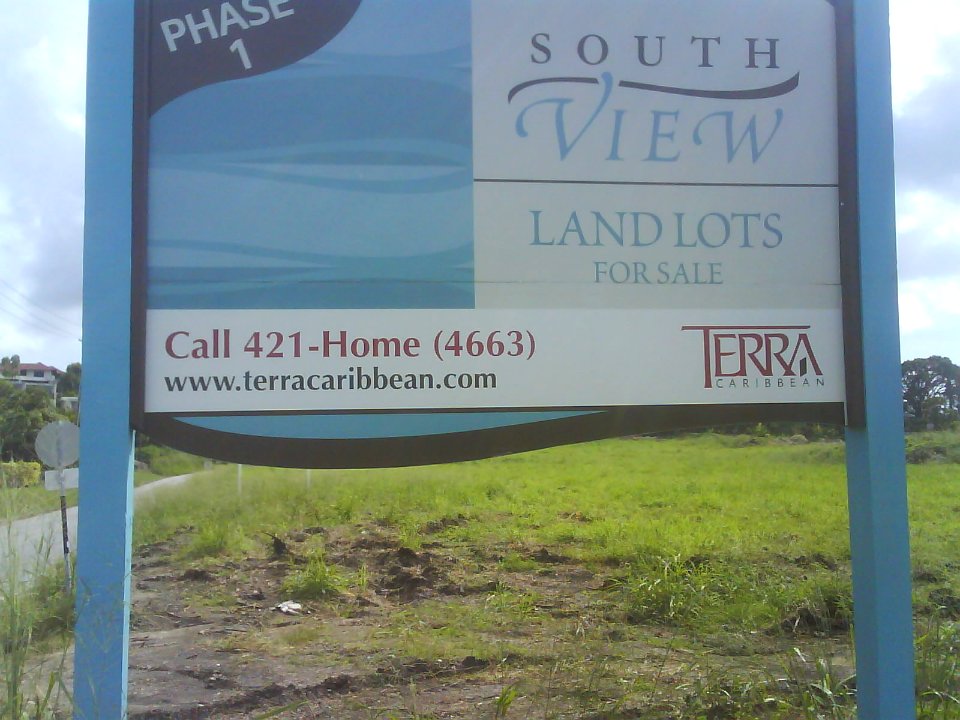 PHASE
1
SOUTH
VIEW
LAND LOTS
FOR SALE
Call 421-Home (4663)
www.terracaribbean.com
TERRA
CARIBBEAN